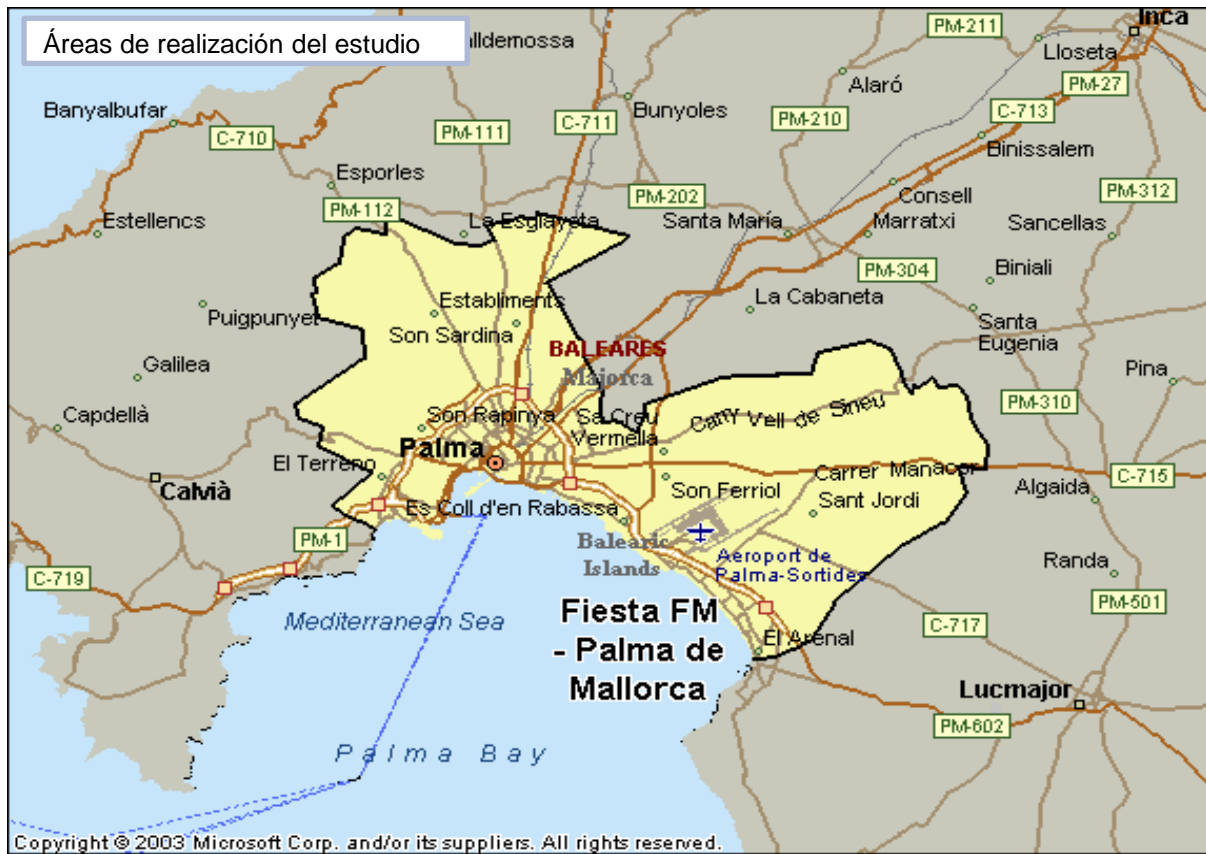 Áreas de realización del estudio
alldemossa
PM-211
Inca
Lloseta
Alaró
PM-27
Banyalbufar
Bunyoles
C-710
PM-111
C-711
PM-210
C-713
Binissalem
Esporles
PM-202
Consell
PM-312
PM-112
La Esglayeta
Santa María
Marratxi
Sancellas
Estellencs
PM-304
Biniali
Puigpunyet
Establiments
La Cabaneta
Son Sardina
Santa
Eugenia
BALEARES
Majorca
Galilea
Pina
PM-310
Capdellà
Son Rapinya
Sa Creu
Vermella
Camy Vell de Sineu
Palma
El Terreno
Carrer Manacor
C-715
Calvià
Son Ferriol
Sant Jordi
Algaida
Es Coll d'en Rabassa
PM-1
Balearic
Islands
Aeroport de
Palma-Sortides
C-719
Randa
PM-501
Mediterranean Sea
Fiesta FM
- Palma de
Mallorca
El Arenal
C-717
Lucmajor
PM-602
Palma Bay
Copyright © 2003 Microsoft Corp. and/or its suppliers. All rights reserved.